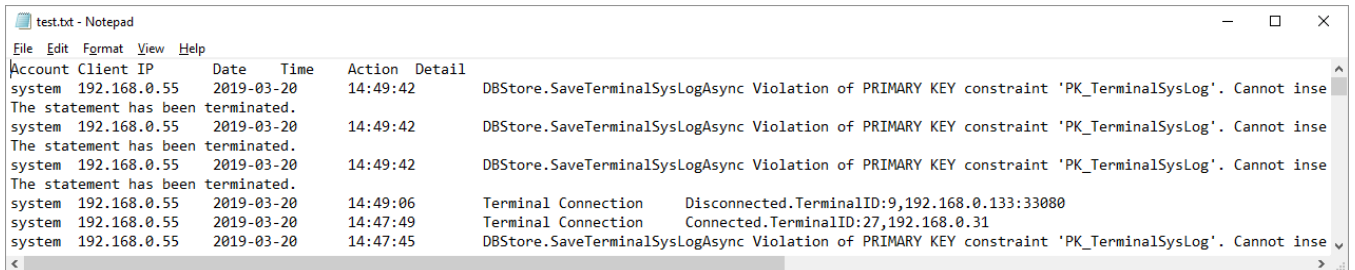 test.txt - Notepad
File Edit Format View Help
Account Client IP Date Time Action Detail
system 192.168.0.55 2019-03-20 14:49:42 DBStore.SaveTerminalSysLogAsync Violation of PRIMARY KEY constraint 'PK_TerminalSysLog'. Cannot inse
The statement has been terminated.
system 192.168.0.55 2019-03-20 14:49:42 DBStore.SaveTerminalSysLogAsync Violation of PRIMARY KEY constraint 'PK_TerminalSysLog'. Cannot inse
The statement has been terminated.
system 192.168.0.55 2019-03-20 14:49:42 DBStore.SaveTerminalSysLogAsync Violation of PRIMARY KEY constraint 'PK_TerminalSysLog'. Cannot inse
The statement has been terminated.
system 192.168.0.55 2019-03-20 14:49:06 Terminal Connection Disconnected.TerminalID:9,192.168.0.133:33080
system 192.168.0.55 2019-03-20 14:47:49 Terminal Connection Connected.TerminalID:27,192.168.0.31
system 192.168.0.55 2019-03-20 14:47:45 DBStore.SaveTerminalSysLogAsync Violation of PRIMARY KEY constraint 'PK_TerminalSysLog'. Cannot inse